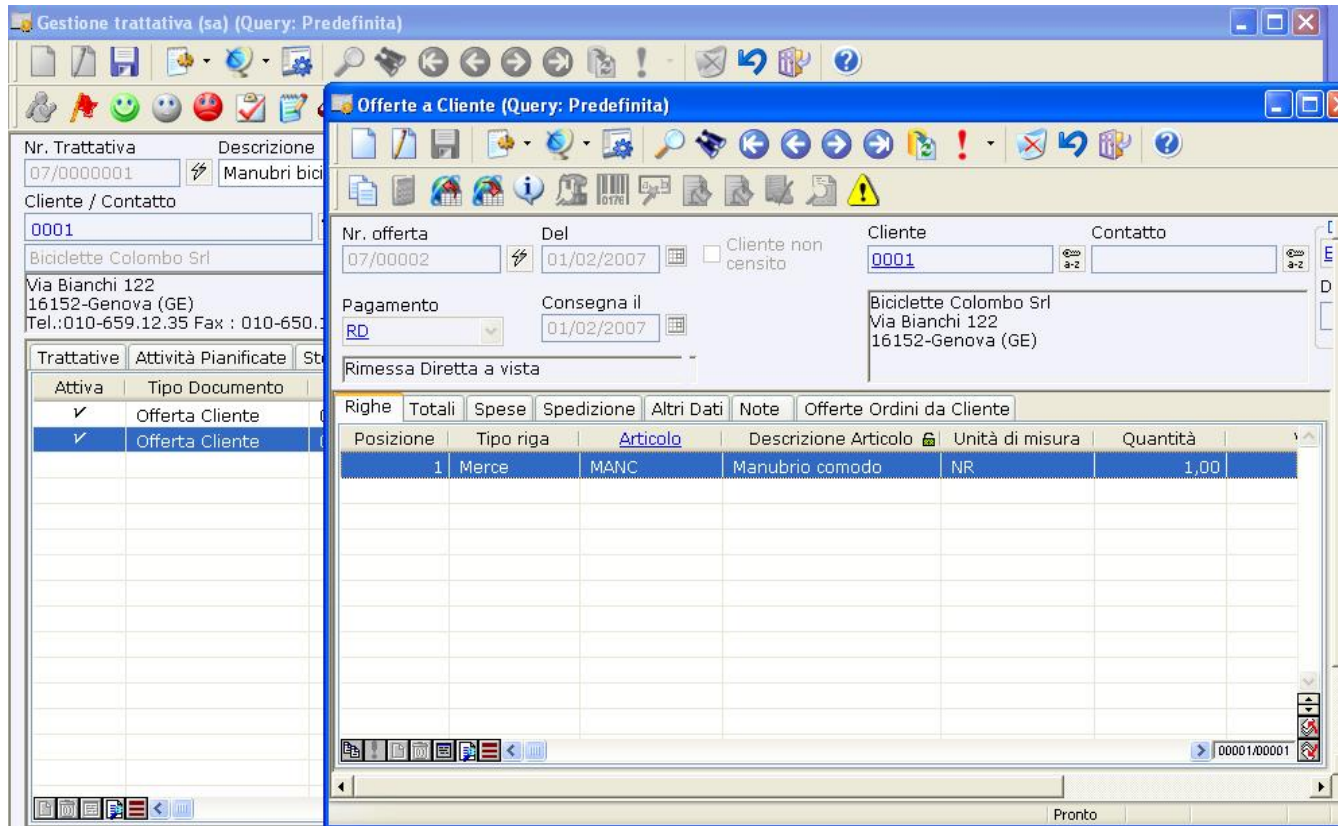 Gestione trattativa (sa) (Query: Predefinita)
Nr. Trattativa Descrizione
07/0000001 Manubri bici
Cliente / Contatto
0001
Biciclette Colombo Srl
Via Bianchi 122
16152-Genova (GE)
Tel.:010-659.12.35 Fax : 010-650.
Trattative Attività Pianificate
Attiva Tipo Documento
Offerta Cliente
Offerta Cliente
Offerte a Cliente (Query: Predefinita)
Nr. offerta Del Cliente non censito Cliente Contatto
07/00002 01/02/2007 0001
Pagamento Consegna il
RD 01/02/2007
Biciclette Colombo Srl
Via Bianchi 122
16152-Genova (GE)
Rimessa Diretta a vista
Righe Totali Spese Spedizione Altri Dati Note Offerte Ordini da Cliente
Posizione Tipo riga Articolo Descrizione Articolo Unità di misura Quantità
1 Merce MANC Manubrio comodo NR 1,00
00001/00001
Pronto